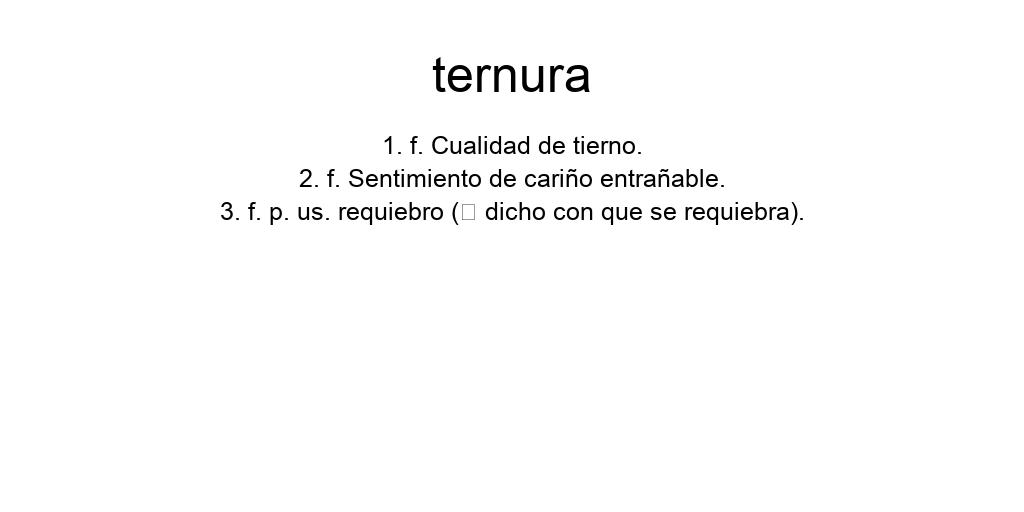 ternura
1. f. Cualidad de tierno.
2. f. Sentimiento de cariño entrañable.
3. f. p. us. requiebro (□ dicho con que se requiebra).